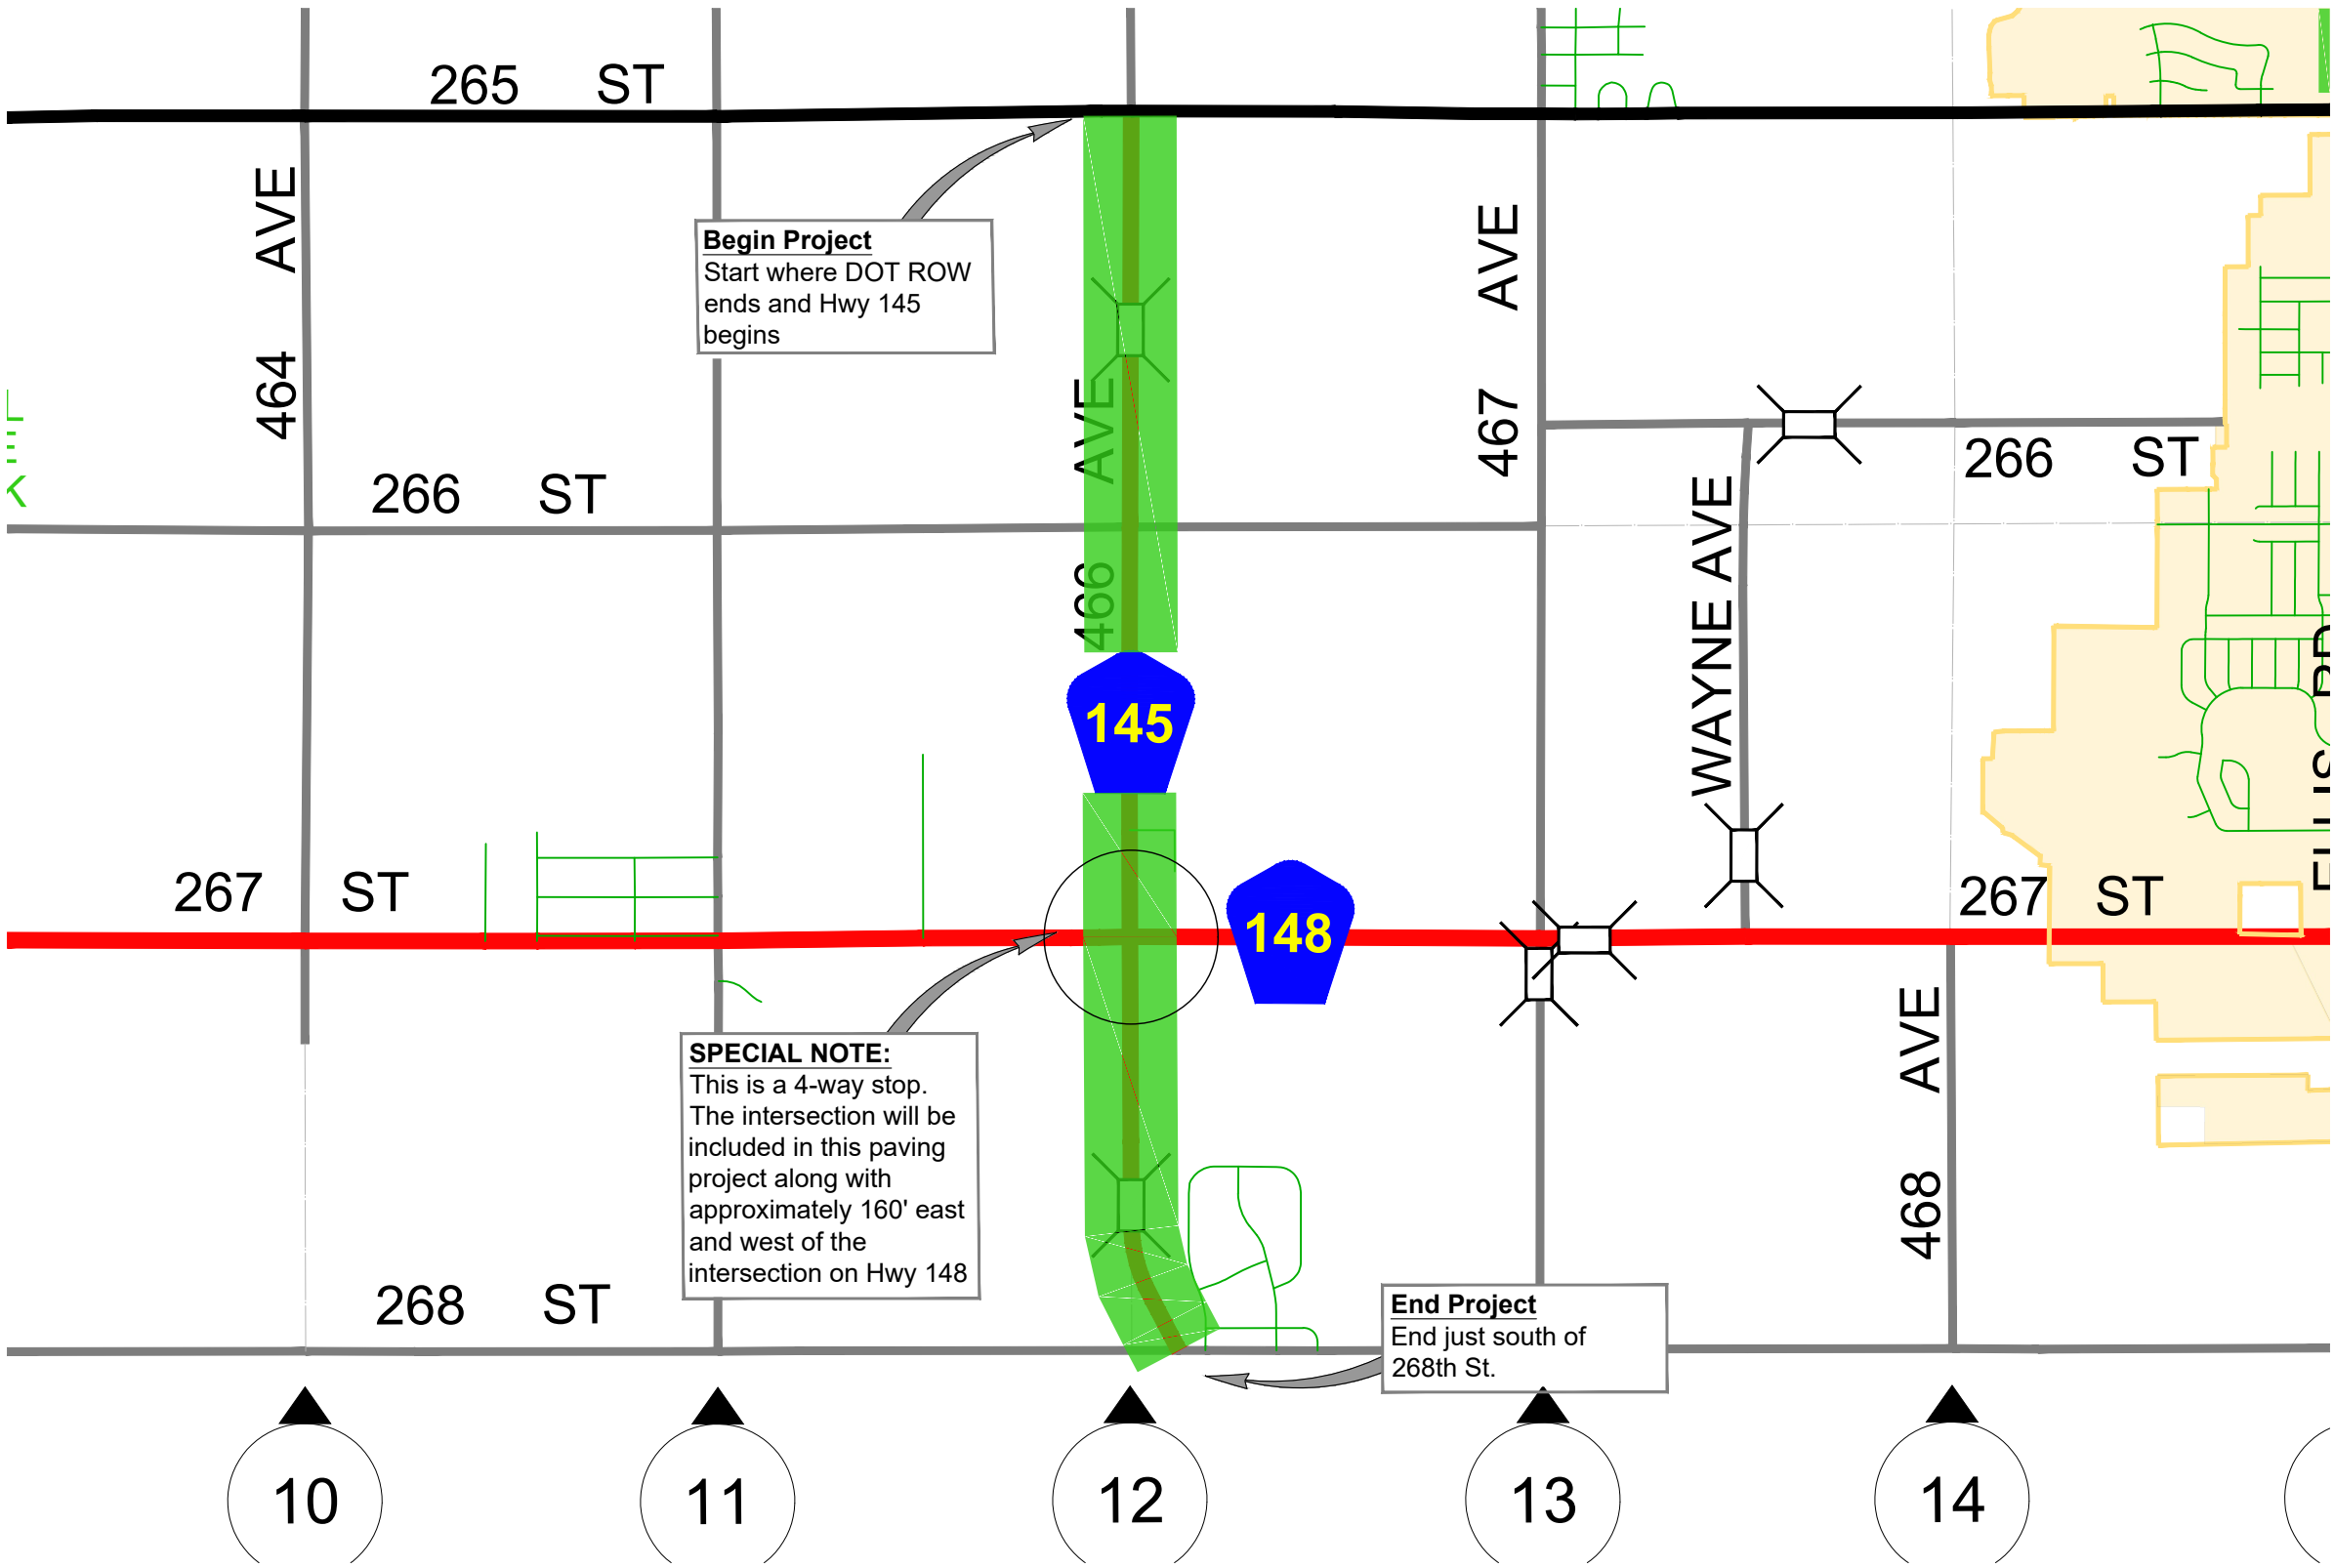 265 ST
464 AVE
Begin Project
Start where DOT ROW
ends and Hwy 145
begins
466 AVE
467 AVE
266 ST
266 ST
WAYNE AVE
145
267 ST
148
267 ST
ELLIS RD
SPECIAL NOTE:
This is a 4-way stop.
The intersection will be
included in this paving
project along with
approximately 160' east
and west of the
intersection on Hwy 148
468 AVE
268 ST
End Project
End just south of
268th St.
10
11
12
13
14